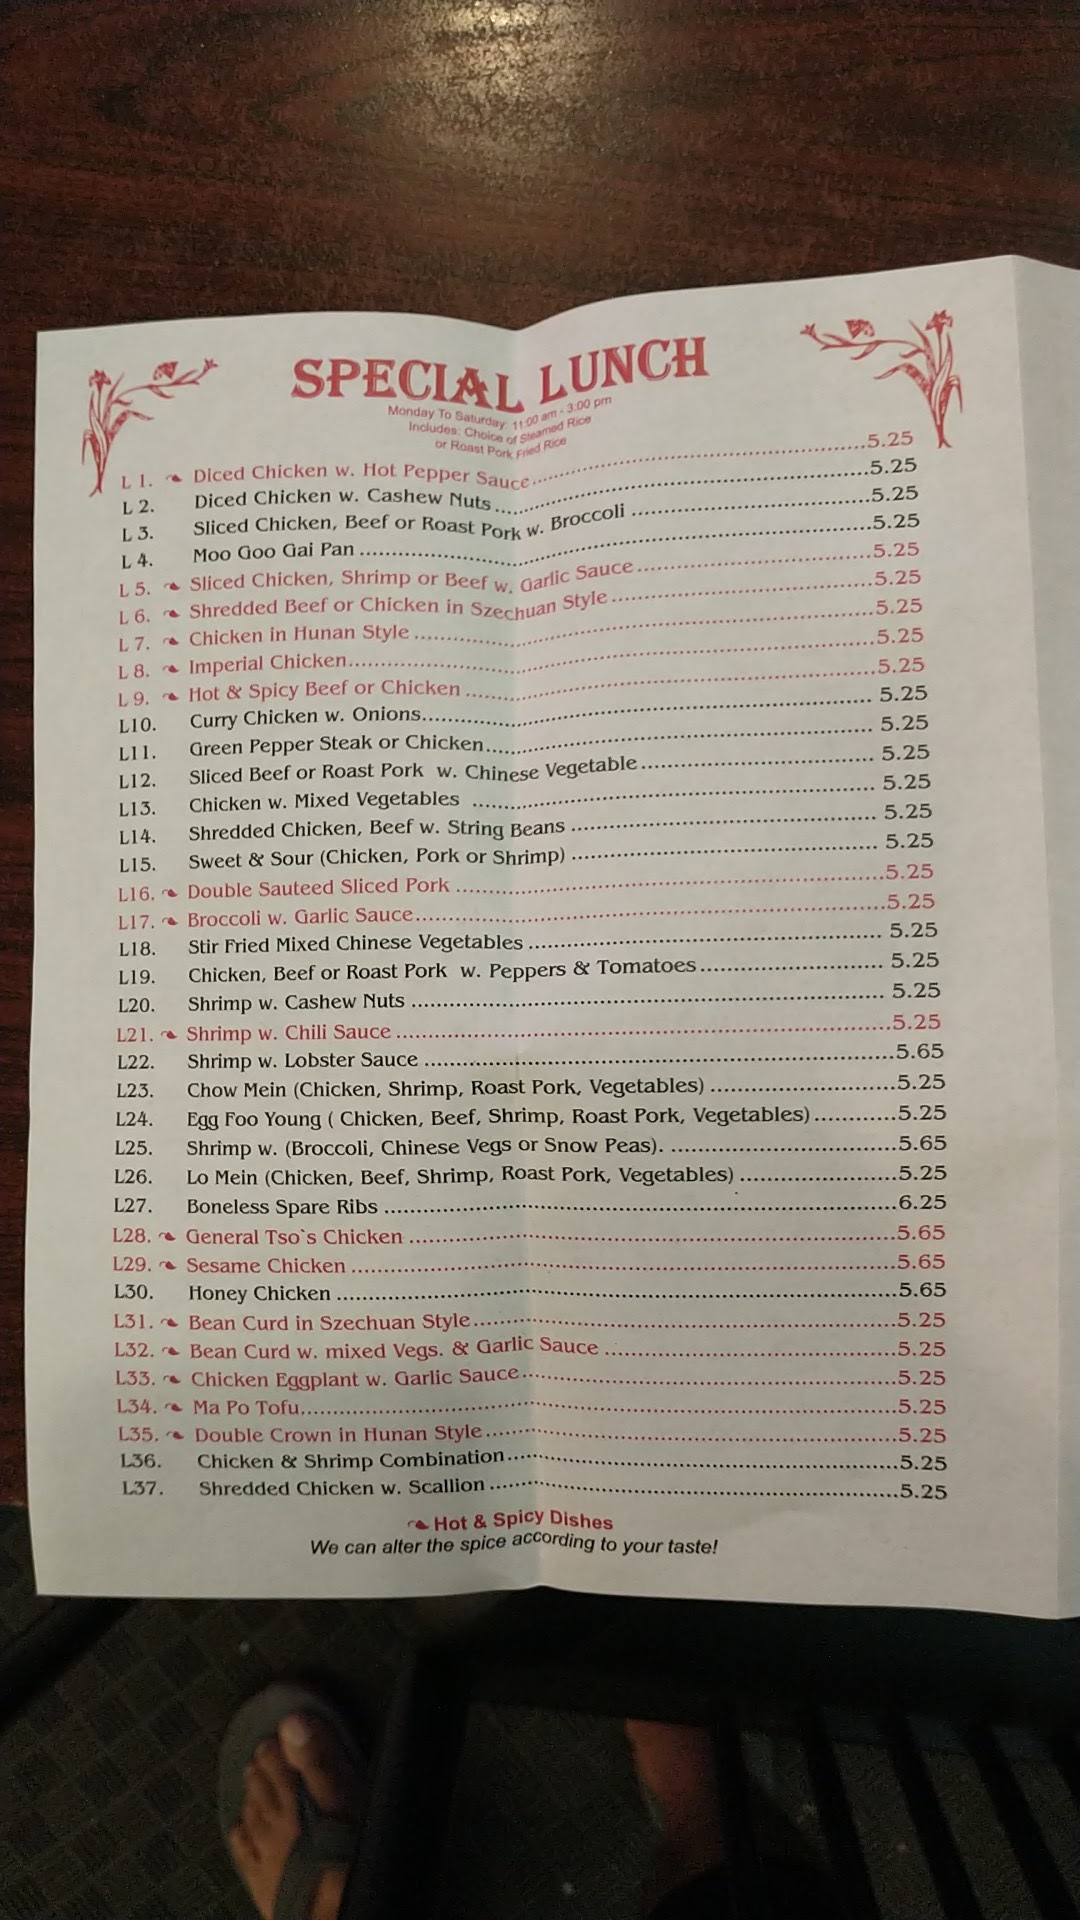 SPECIAL LUNCH
Monday To Saturday: 11:00 am - 3:00 pm
Includes: Choice of Steamed Rice
or Roast Pork Fried Rice
L 1. Diced Chicken w. Hot Pepper Sauce 5.25
L 2. Diced Chicken w. Cashew Nuts 5.25
L 3. Sliced Chicken, Beef or Roast Pork w. Broccoli 5.25
L 4. Moo Goo Gai Pan 5.25
L 5. Sliced Chicken, Shrimp or Beef w. Garlic Sauce 5.25
L 6. Shredded Beef or Chicken in Szechuan Style 5.25
L 7. Chicken in Hunan Style 5.25
L 8. Imperial Chicken 5.25
L 9. Hot & Spicy Beef or Chicken 5.25
L10. Curry Chicken w. Onions 5.25
L11. Green Pepper Steak or Chicken 5.25
L12. Sliced Beef or Roast Pork w. Chinese Vegetable 5.25
L13. Chicken w. Mixed Vegetables 5.25
L14. Shredded Chicken, Beef w. String Beans 5.25
L15. Sweet & Sour (Chicken, Pork or Shrimp) 5.25
L16. Double Sauteed Sliced Pork 5.25
L17. Broccoli w. Garlic Sauce 5.25
L18. Stir Fried Mixed Chinese Vegetables 5.25
L19. Chicken, Beef or Roast Pork w. Peppers & Tomatoes 5.25
L20. Shrimp w. Cashew Nuts 5.25
L21. Shrimp w. Chili Sauce 5.25
L22. Shrimp w. Lobster Sauce 5.65
L23. Chow Mein (Chicken, Shrimp, Roast Pork, Vegetables) 5.25
L24. Egg Foo Young ( Chicken, Beef, Shrimp, Roast Pork, Vegetables) 5.25
L25. Shrimp w. (Broccoli, Chinese Vegs or Snow Peas). 5.65
L26. Lo Mein (Chicken, Beef, Shrimp, Roast Pork, Vegetables) 5.25
L27. Boneless Spare Ribs 6.25
L28. General Tso`s Chicken 5.65
L29. Sesame Chicken 5.65
L30. Honey Chicken 5.65
L31. Bean Curd in Szechuan Style 5.25
L32. Bean Curd w. mixed Vegs. & Garlic Sauce 5.25
L33. Chicken Eggplant w. Garlic Sauce 5.25
L34. Ma Po Tofu 5.25
L35. Double Crown in Hunan Style 5.25
L36. Chicken & Shrimp Combination 5.25
L37. Shredded Chicken w. Scallion 5.25
Hot & Spicy Dishes
We can alter the spice according to your taste!